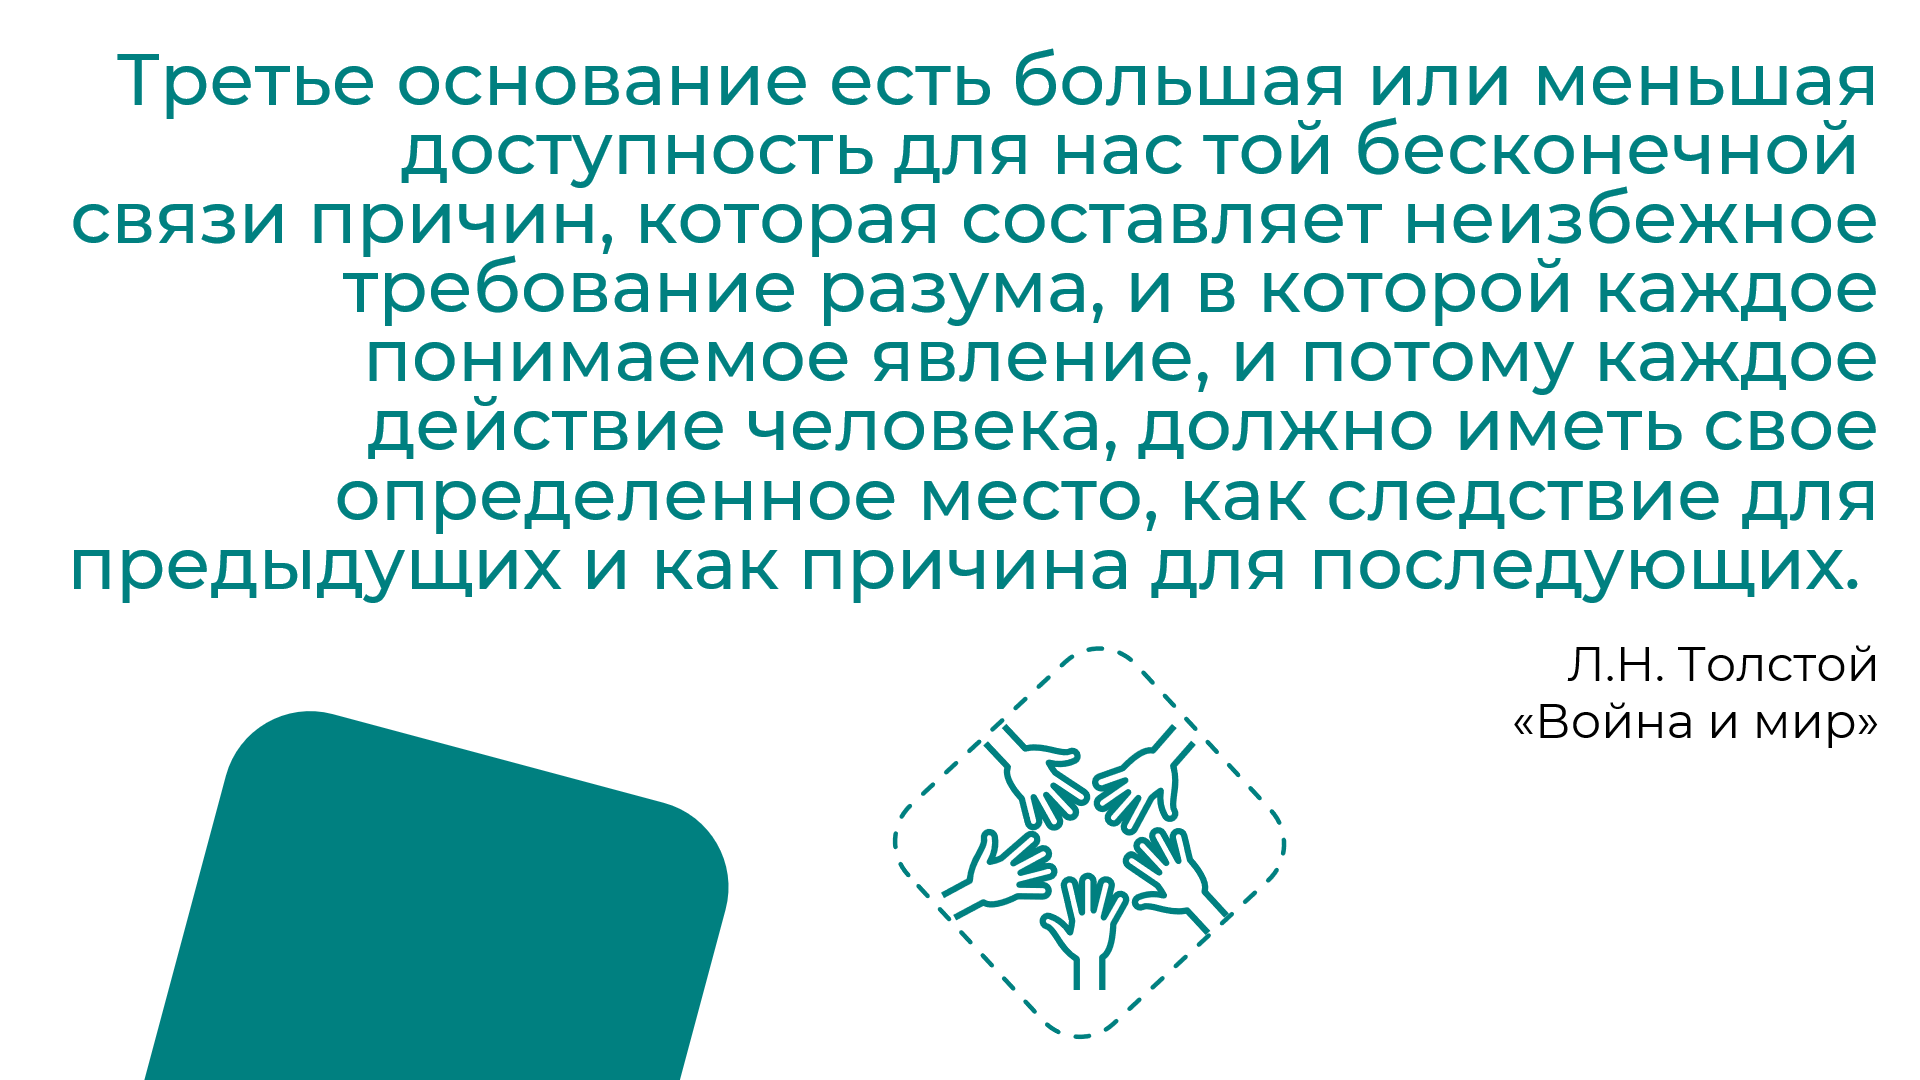 Третье основание есть большая или меньшая
доступность для нас той бесконечной
связи причин, которая составляет неизбежное
требование разума, и в которой каждое
понимаемое явление, и потому каждое
действие человека, должно иметь свое
определенное место, как следствие для
предыдущих и как причина для последующих.
Л.Н. Толстой
«Война и мир»